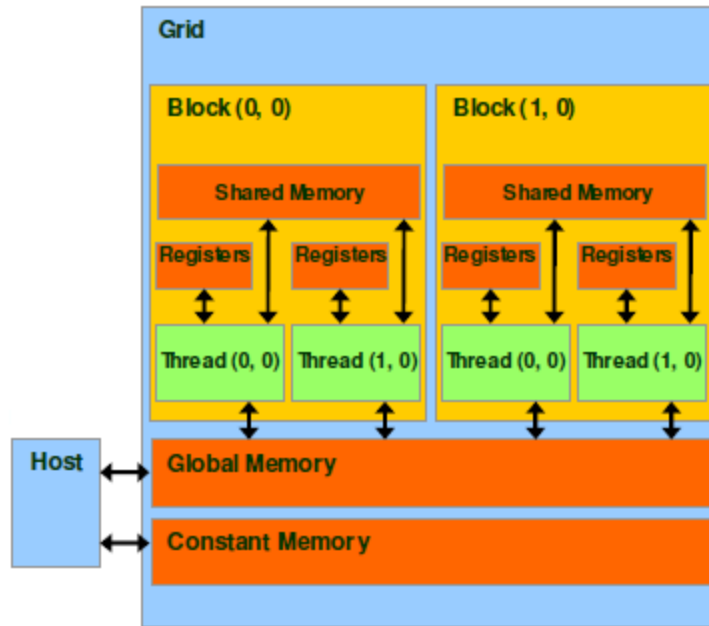 Grid
Block (0, 0)
Block (1, 0)
Shared Memory
Shared Memory
Registers
Registers
Registers
Registers
Thread (0, 0)
Thread (1, 0)
Thread (0, 0)
Thread (1, 0)
Host
Global Memory
Constant Memory